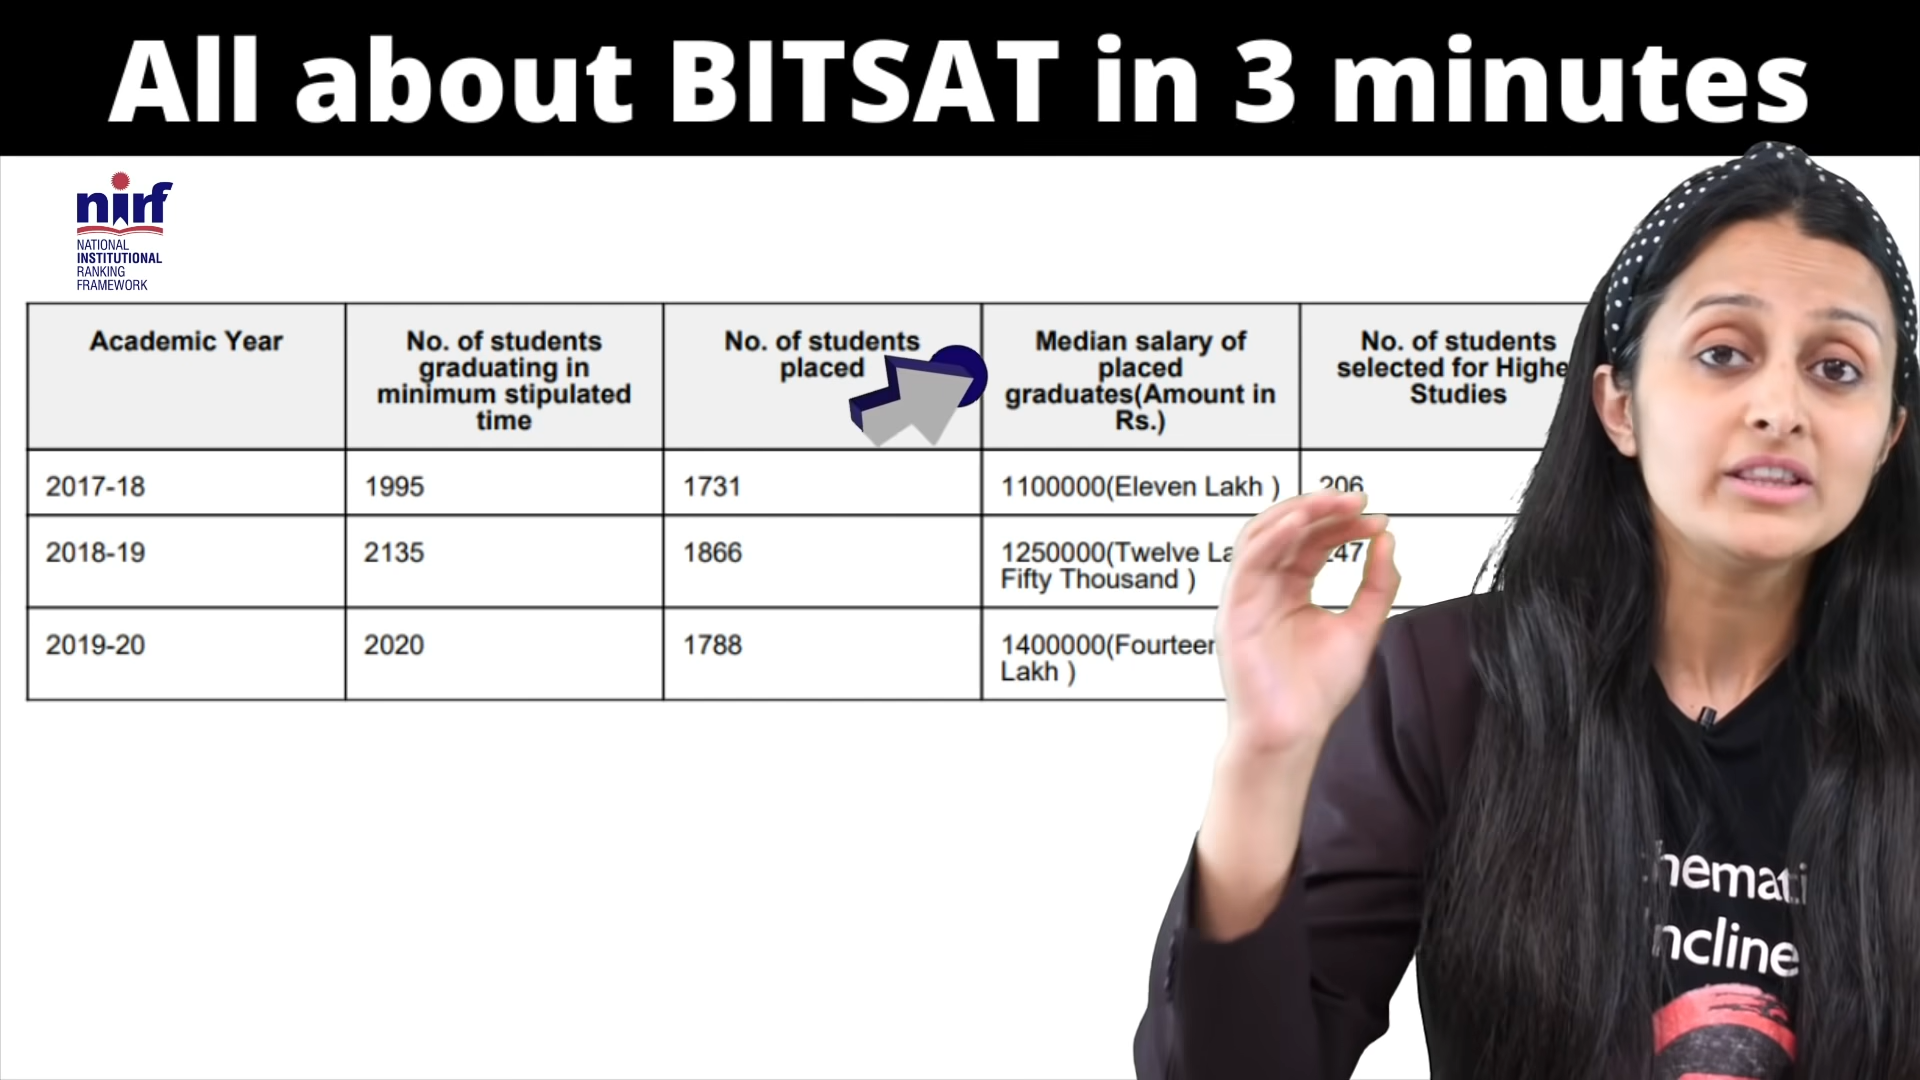 All about BITSAT in 3 minutes
nirf
NATIONAL
INSTITUTIONAL
RANKING
FRAMEWORK
Academic Year
No. of students
graduating in
minimum stipulated
time
No. of students
placed
Median salary of
placed
graduates(Amount in
Rs.)
No. of students
selected for Highe
Studies
2017-18
1995
1731
1100000(Eleven Lakh )
206
2018-19
2135
1866
1250000(Twelve La
Fifty Thousand )
47
2019-20
2020
1788
1400000(Fourteen
Lakh )
hemati
ncline